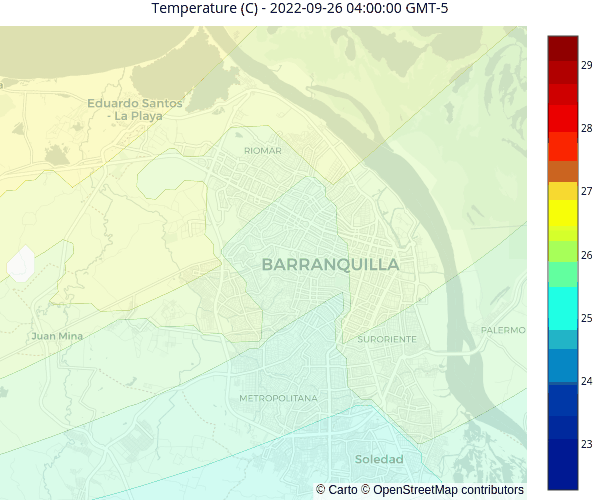 Temperature (C) - 2022-09-26 04:00:00 GMT-5
Eduardo Santos
- La Playa
RIOMAR
BARRANQUILLA
Juan Mina
SURORIENTE
PALERMO
METROPOLITANA
Soledad
© Carto © OpenStreetMap contributors
29
28
27
26
25
24
23